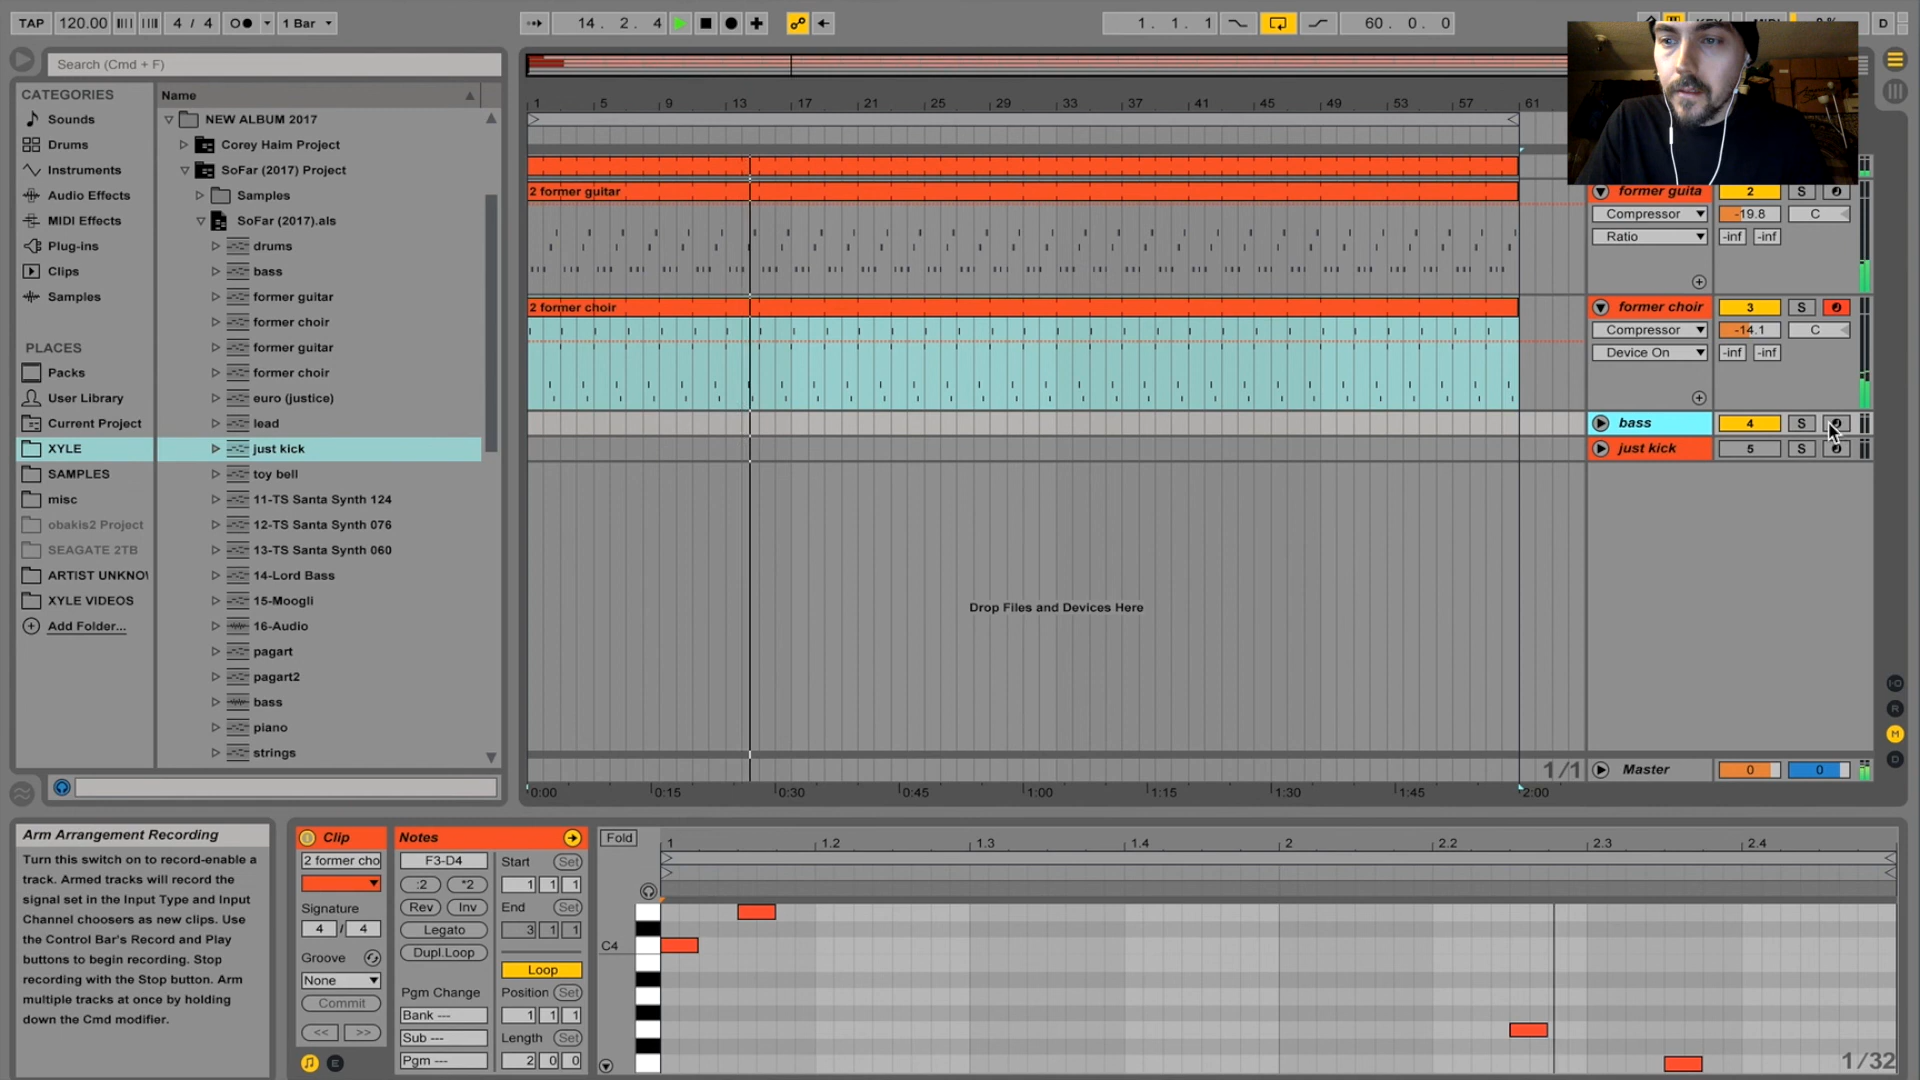 TAP 120.00 4 / 4 1 Bar 14. 2. 4 1. 1. 1 60. 0. 0 D
Search (Cmd + F)
CATEGORIES
Sounds
Drums
Instruments
Audio Effects
MIDI Effects
Plug-ins
Clips
Samples
PLACES
Packs
User Library
Current Project
XYLE
SAMPLES
misc
obakis2 Project
SEAGATE 2TB
ARTIST UNKNO
XYLE VIDEOS
Add Folder...
Name
NEW ALBUM 2017
Corey Haim Project
SoFar (2017) Project
Samples
SoFar (2017).als
drums
bass
former guitar
former choir
former guitar
former choir
euro (justice)
lead
just kick
toy bell
11-TS Santa Synth 124
12-TS Santa Synth 076
13-TS Santa Synth 060
14-Lord Bass
15-Moogli
16-Audio
pagart
pagart2
bass
piano
strings
1 5 9 13 17 21 25 29 33 37 41 45 49 53 57 61
2 former guitar
2 former choir
Drop Files and Devices Here
1/1
0:00 0:15 0:30 0:45 1:00 1:15 1:30 1:45 2:00
former guita 2 S
Compressor -19.8 C
Ratio -inf -inf
former choir 3 S
Compressor -14.1 C
Device On -inf -inf
bass 4 S
just kick 5 S
Master 0 0
I-O
R
M
D
Arm Arrangement Recording
Turn this switch on to record-enable a
track. Armed tracks will record the
signal set in the Input Type and Input
Channel choosers as new clips. Use
the Control Bar's Record and Play
buttons to begin recording. Stop
recording with the Stop button. Arm
multiple tracks at once by holding
down the Cmd modifier.
Clip
2 former cho
Signature
4 / 4
Groove
None
Commit
<< >>
E
Notes
F3-D4
:2 *2
Rev Inv
Legato
Dupl.Loop
Pgm Change
Bank ---
Sub ---
Pgm ---
Start Set
1 1 1
End Set
3 1 1
Loop
Position Set
1 1 1
Length Set
2 0 0
Fold
1 1.2 1.3 1.4 2 2.2 2.3 2.4
C4
1/32